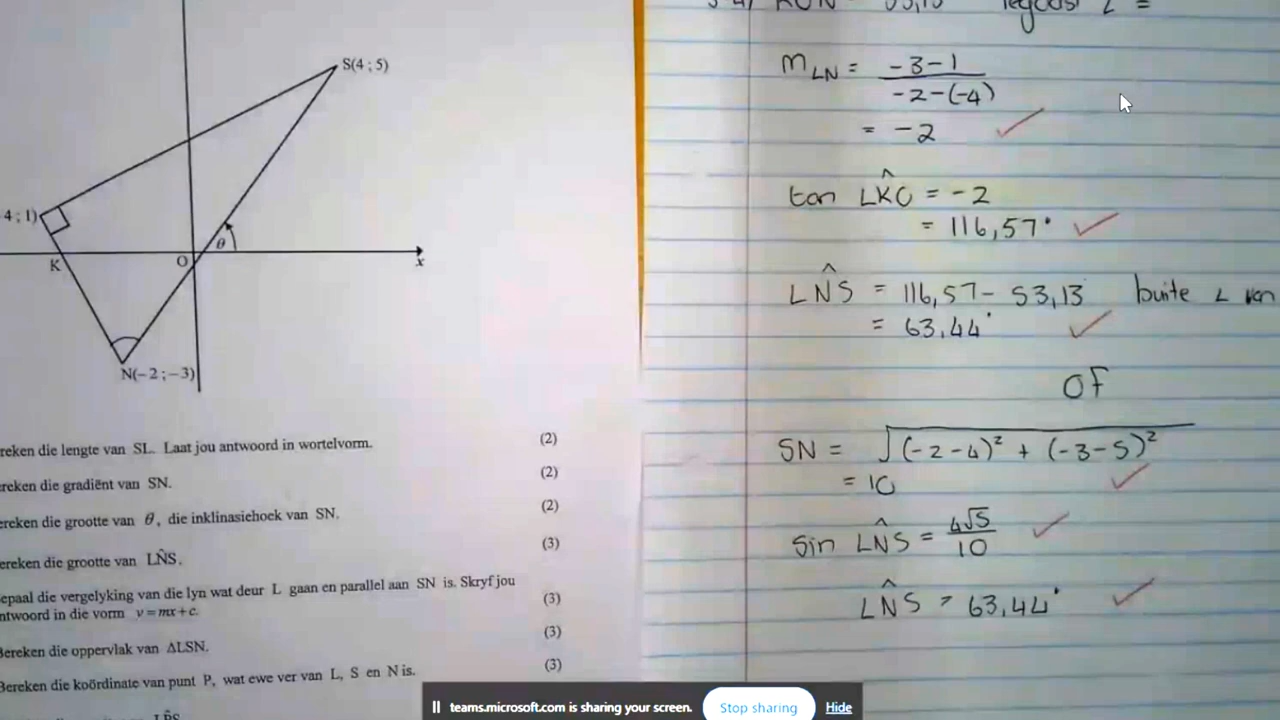 S(4 ; 5)
4 ; 1)
θ
K
O
x
N(−2 ; −3)
ereken die lengte van SL. Laat jou antwoord in wortelvorm. (2)
ereken die gradiënt van SN. (2)
ereken die grootte van θ, die inklinasiehoek van SN. (2)
ereken die grootte van LN̂S. (3)
epaal die vergelyking van die lyn wat deur L gaan en parallel aan SN is. Skryf jou
ntwoord in die vorm y = mx + c. (3)
Bereken die oppervlak van ΔLSN. (3)
Bereken die koördinate van punt P, wat ewe ver van L, S en N is. (3)
m LN = -3-1 / -2-(-4)
= -2
tan LK̂O = -2
= 116,57°
LN̂S = 116,57 - 53,13 buite ∠ van
= 63,44°
OF
SN = √(-2-4)² + (-3-5)²
= 10
sin LN̂S = 4√5 / 10
LN̂S = 63,44°
teams.microsoft.com is sharing your screen.
Stop sharing
Hide